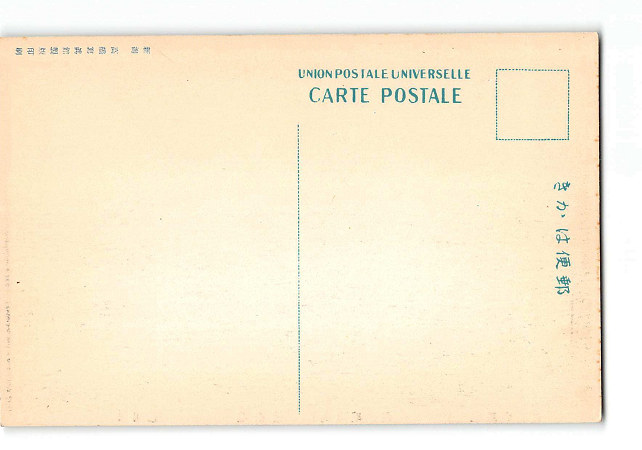 UNION POSTALE UNIVERSELLE
CARTE POSTALE
きかは便郵